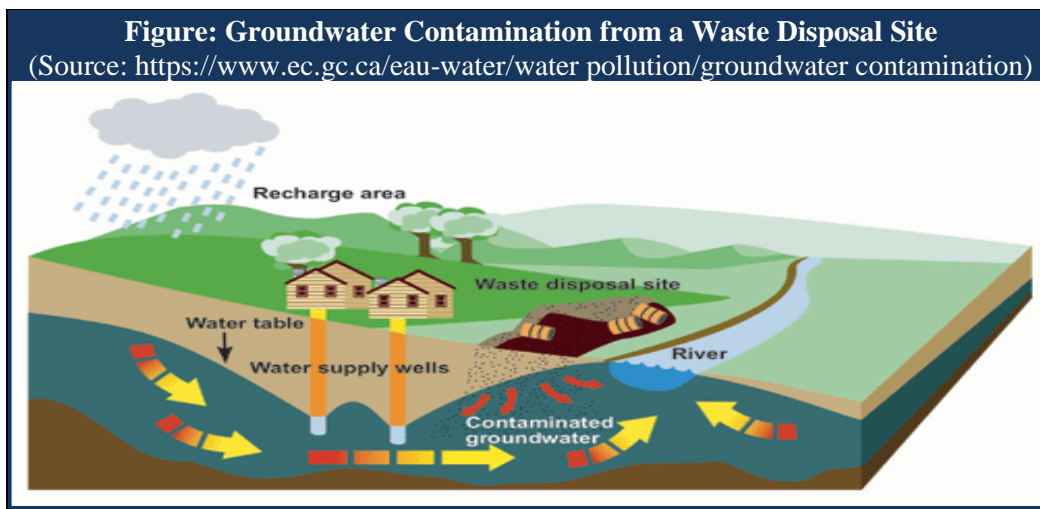 Figure: Groundwater Contamination from a Waste Disposal Site
(Source: https://www.ec.gc.ca/eau-water/water pollution/groundwater contamination)
Recharge area
Waste disposal site
Water table
River
Water supply wells
Contaminated
groundwater